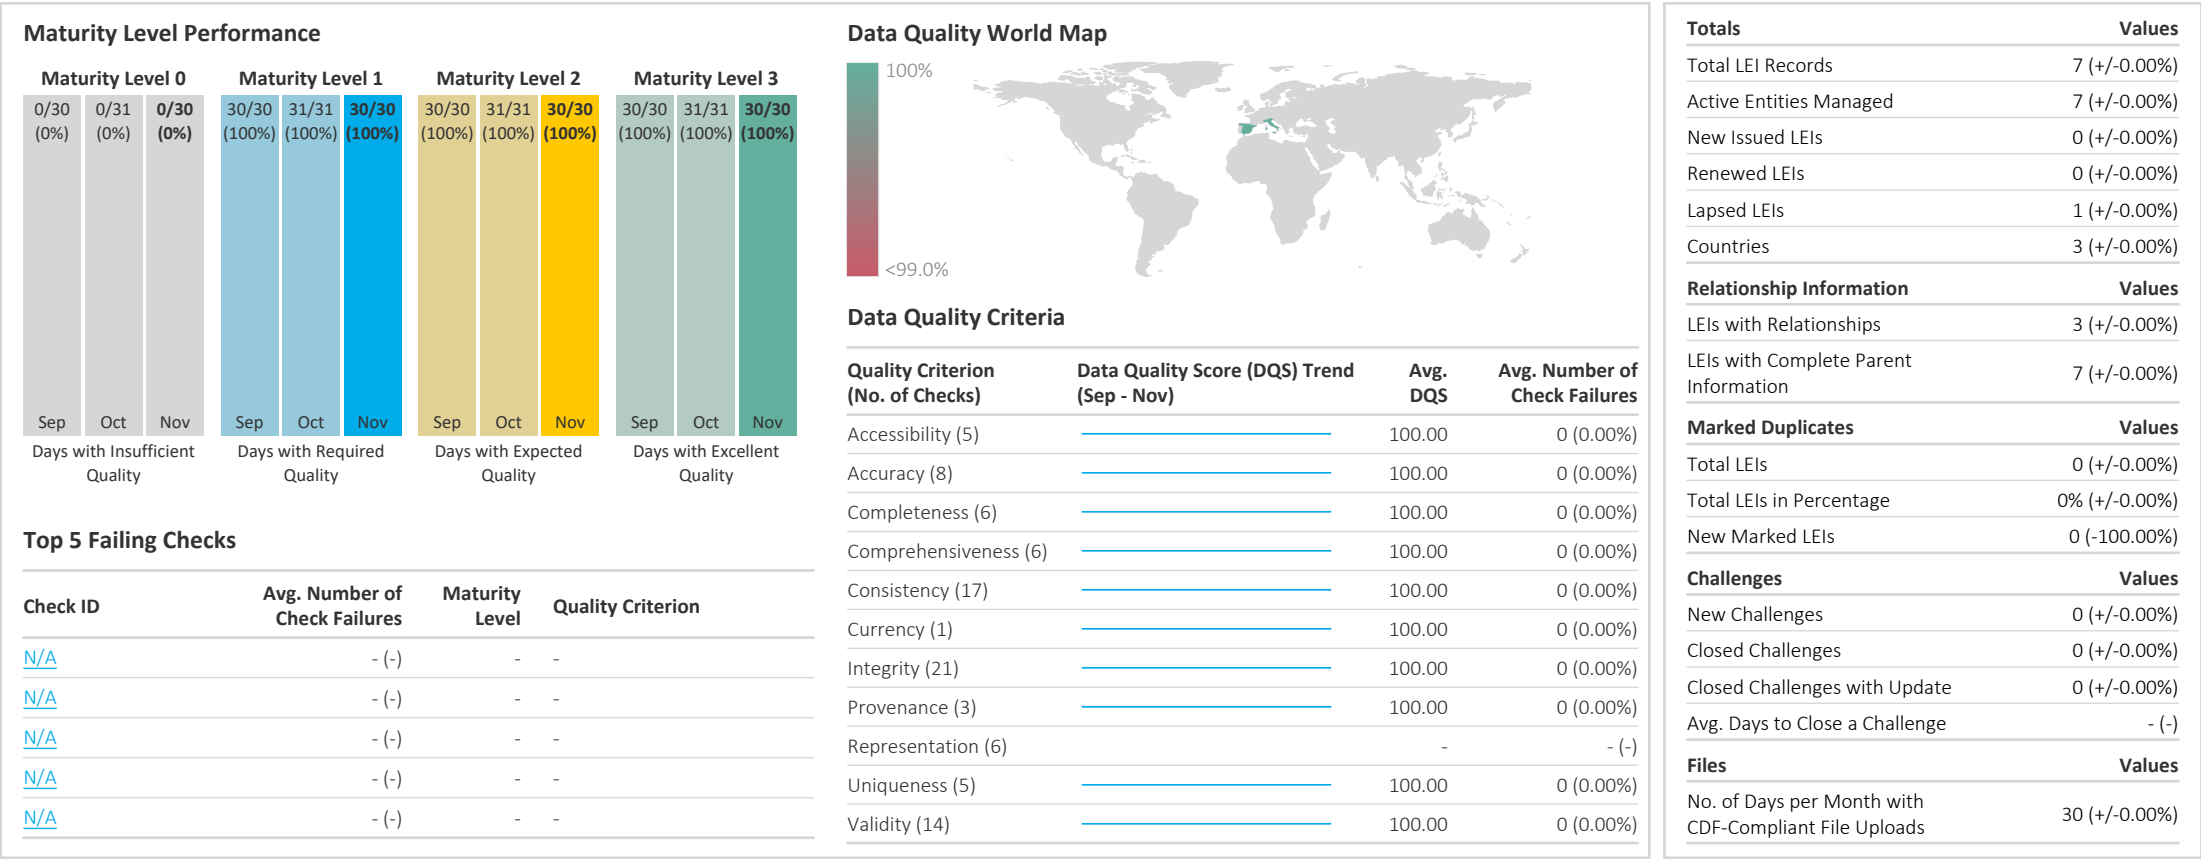 Maturity Level Performance
Maturity Level 0 Maturity Level 1 Maturity Level 2 Maturity Level 3
0/30 0/31 0/30 30/30 31/31 30/30 30/30 31/31 30/30 30/30 31/31 30/30
(0%) (0%) (0%) (100%) (100%) (100%) (100%) (100%) (100%) (100%) (100%) (100%)
Sep Oct Nov Sep Oct Nov Sep Oct Nov Sep Oct Nov
Days with Insufficient Days with Required Days with Expected Days with Excellent
Quality Quality Quality Quality
Top 5 Failing Checks
Check ID Avg. Number of Check Failures Maturity Level Quality Criterion
N/A - (-) - -
N/A - (-) - -
N/A - (-) - -
N/A - (-) - -
N/A - (-) - -
Data Quality World Map
100%
<99.0%
Data Quality Criteria
Quality Criterion Data Quality Score (DQS) Trend Avg. Avg. Number of
(No. of Checks) (Sep - Nov) DQS Check Failures
Accessibility (5) 100.00 0 (0.00%)
Accuracy (8) 100.00 0 (0.00%)
Completeness (6) 100.00 0 (0.00%)
Comprehensiveness (6) 100.00 0 (0.00%)
Consistency (17) 100.00 0 (0.00%)
Currency (1) 100.00 0 (0.00%)
Integrity (21) 100.00 0 (0.00%)
Provenance (3) 100.00 0 (0.00%)
Representation (6) - - (-)
Uniqueness (5) 100.00 0 (0.00%)
Validity (14) 100.00 0 (0.00%)
Totals Values
Total LEI Records 7 (+/-0.00%)
Active Entities Managed 7 (+/-0.00%)
New Issued LEIs 0 (+/-0.00%)
Renewed LEIs 0 (+/-0.00%)
Lapsed LEIs 1 (+/-0.00%)
Countries 3 (+/-0.00%)
Relationship Information Values
LEIs with Relationships 3 (+/-0.00%)
LEIs with Complete Parent
Information 7 (+/-0.00%)
Marked Duplicates Values
Total LEIs 0 (+/-0.00%)
Total LEIs in Percentage 0% (+/-0.00%)
New Marked LEIs 0 (-100.00%)
Challenges Values
New Challenges 0 (+/-0.00%)
Closed Challenges 0 (+/-0.00%)
Closed Challenges with Update 0 (+/-0.00%)
Avg. Days to Close a Challenge - (-)
Files Values
No. of Days per Month with
CDF-Compliant File Uploads 30 (+/-0.00%)